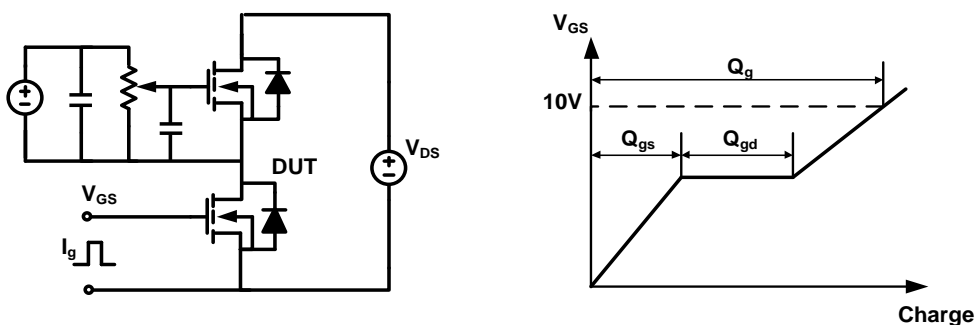 DUT
V_DS
V_GS
I_g
V_GS
Q_g
10V
Q_gs
Q_gd
Charge